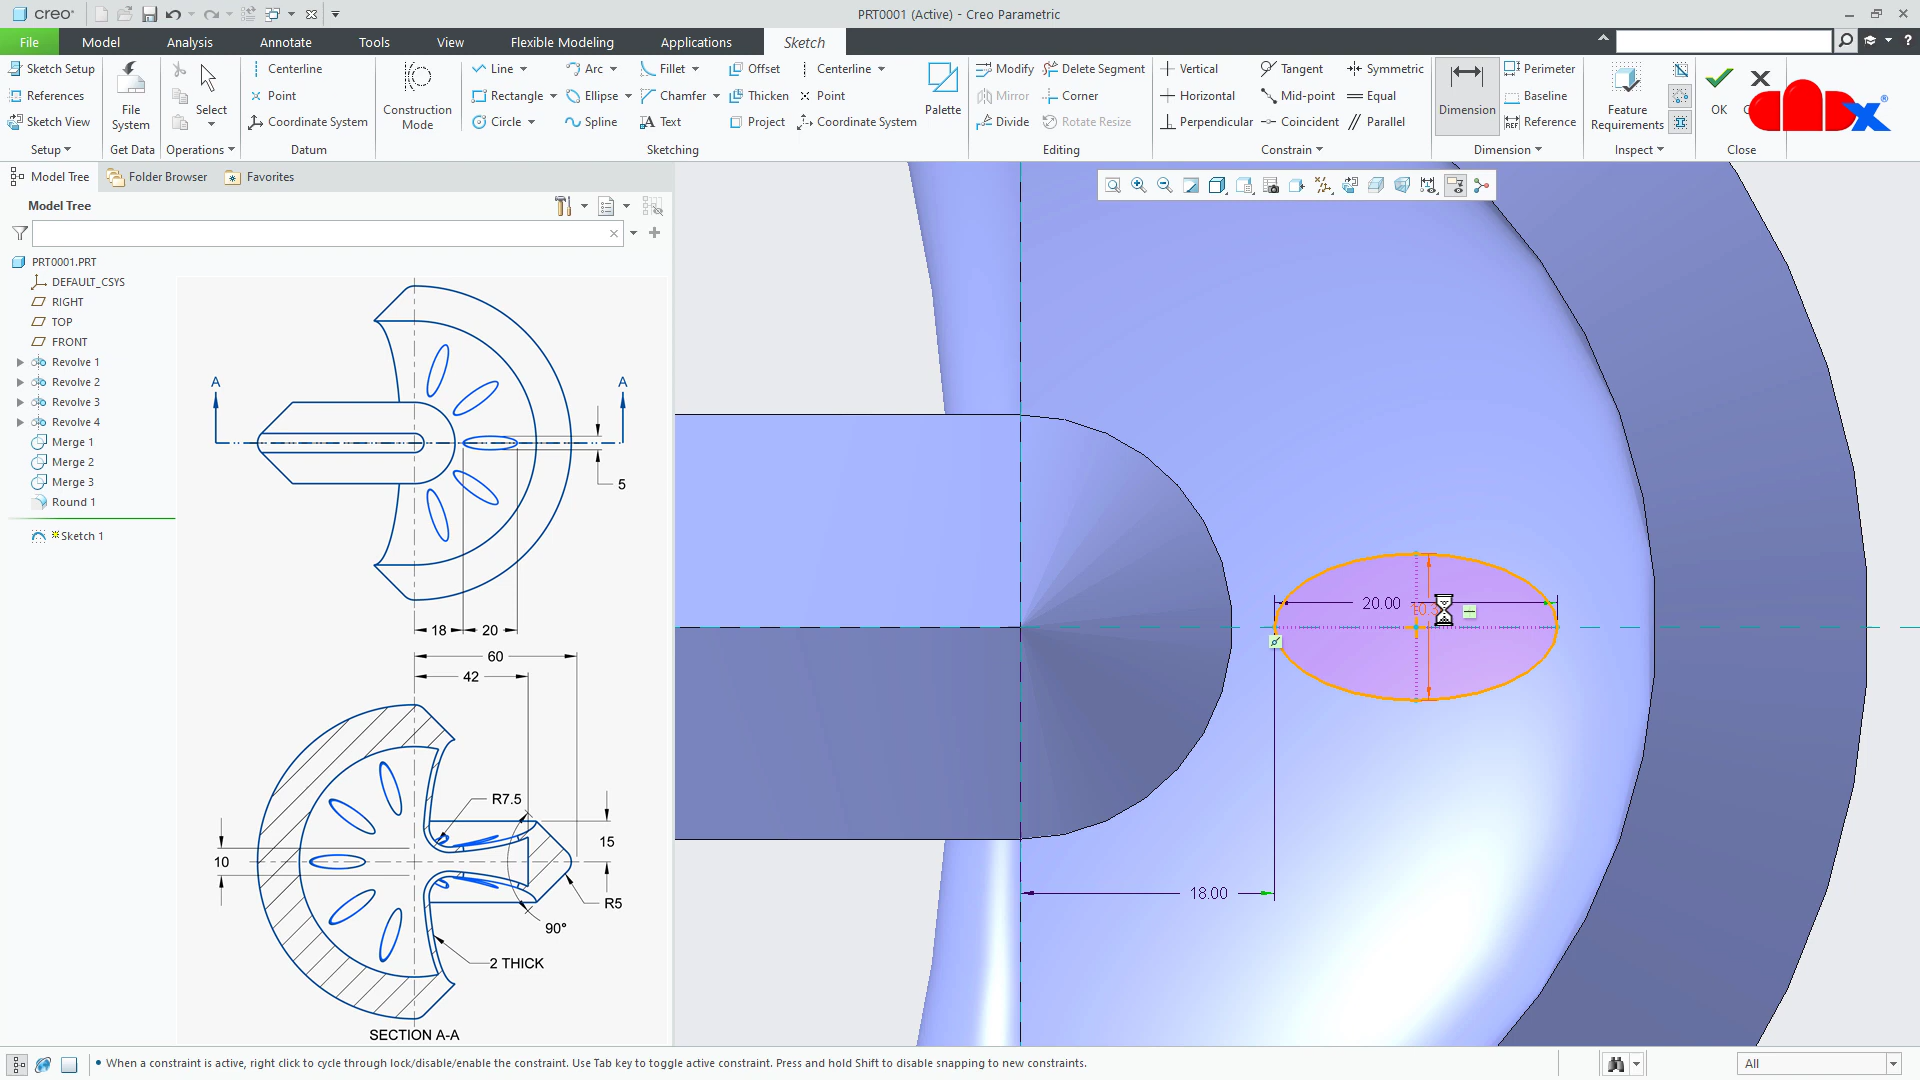 creo
PRT0001 (Active) - Creo Parametric
File Model Analysis Annotate Tools View Flexible Modeling Applications Sketch
Sketch Setup
References
Sketch View
Setup
File System
Get Data
Select
Operations
Centerline
Point
Coordinate System
Datum
Construction Mode
Line
Rectangle
Circle
Arc
Ellipse
Spline
Fillet
Chamfer
Text
Offset
Thicken
Project
Centerline
Point
Coordinate System
Palette
Sketching
Modify
Mirror
Divide
Delete Segment
Corner
Rotate Resize
Editing
Vertical
Horizontal
Perpendicular
Tangent
Mid-point
Coincident
Symmetric
Equal
Parallel
Constrain
Dimension
Perimeter
Baseline
Reference
Dimension
Feature Requirements
Inspect
OK
Close
Model Tree Folder Browser Favorites
Model Tree
PRT0001.PRT
DEFAULT_CSYS
RIGHT
TOP
FRONT
Revolve 1
Revolve 2
Revolve 3
Revolve 4
Merge 1
Merge 2
Merge 3
Round 1
Sketch 1
A A
5
18 20
60
42
R7.5
15
10
R5
90°
2 THICK
SECTION A-A
20.00
18.00
When a constraint is active, right click to cycle through lock/disable/enable the constraint. Use Tab key to toggle active constraint. Press and hold Shift to disable snapping to new constraints.
All